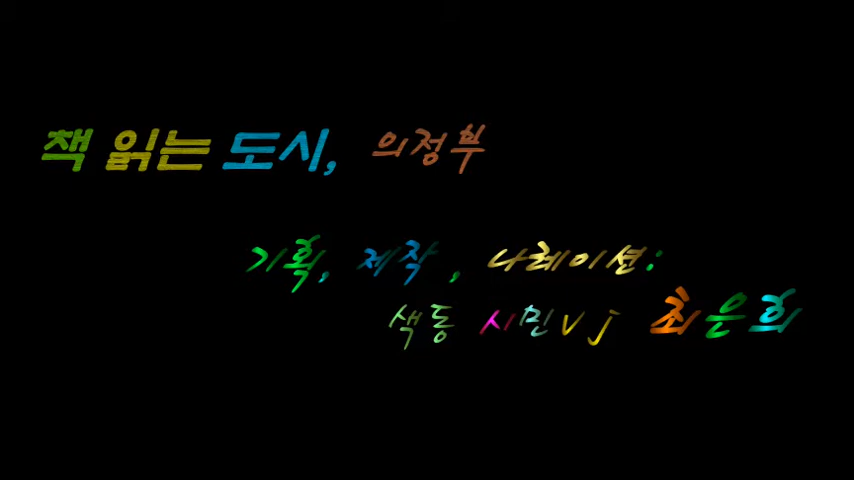 책 읽는 도시, 의정부
기획, 제작, 나레이션:
색동 시민vj 최은희